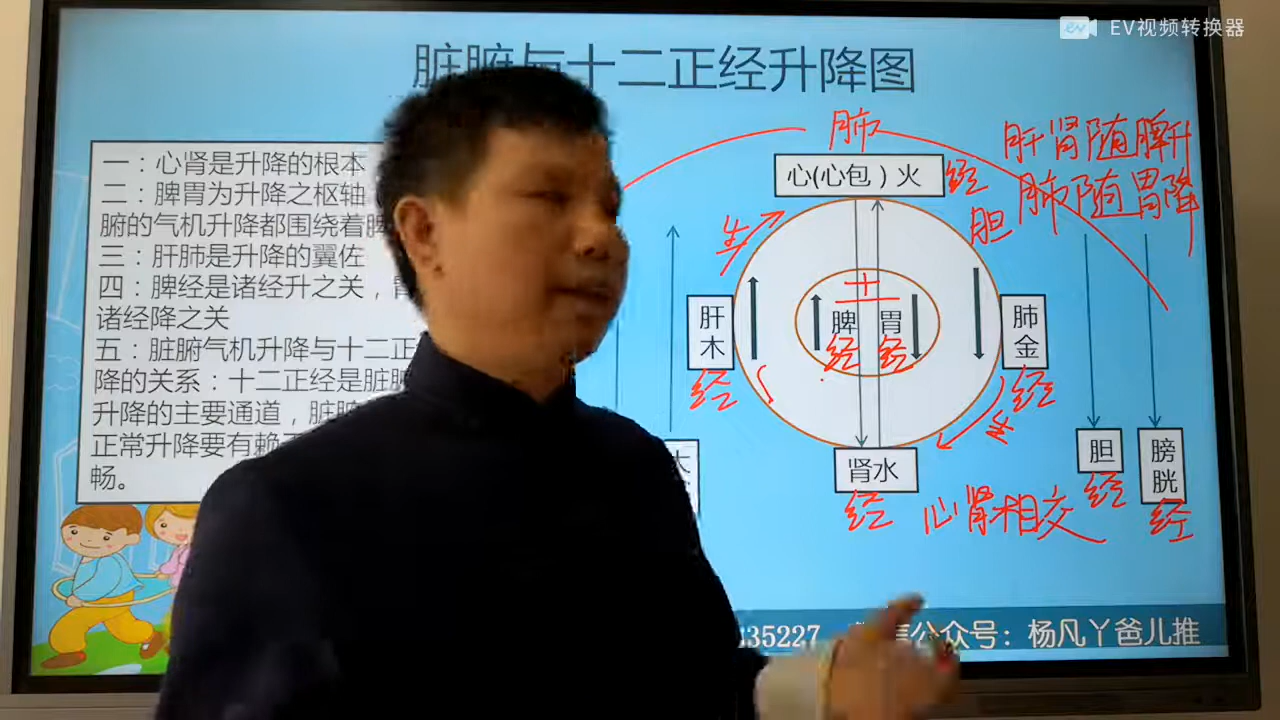 EV视频转换器
脏腑与十二正经升降图
一：心肾是升降的根本
二：脾胃为升降之枢轴
腑的气机升降都围绕着脾
三：肝肺是升降的翼佐
四：脾经是诸经升之关，胃
诸经降之关
五：脏腑气机升降与十二正
降的关系：十二正经是脏腑
升降的主要通道，脏腑
正常升降要有赖
畅。
肺
肝肾随脾升
肺随胃降
心(心包）火
经
胆
土
肝木
经
脾
经
胃
经
肺金
经
肾水
经
心肾相交
大
胆
经
膀胱
经
35227
公众号：杨凡丫爸儿推